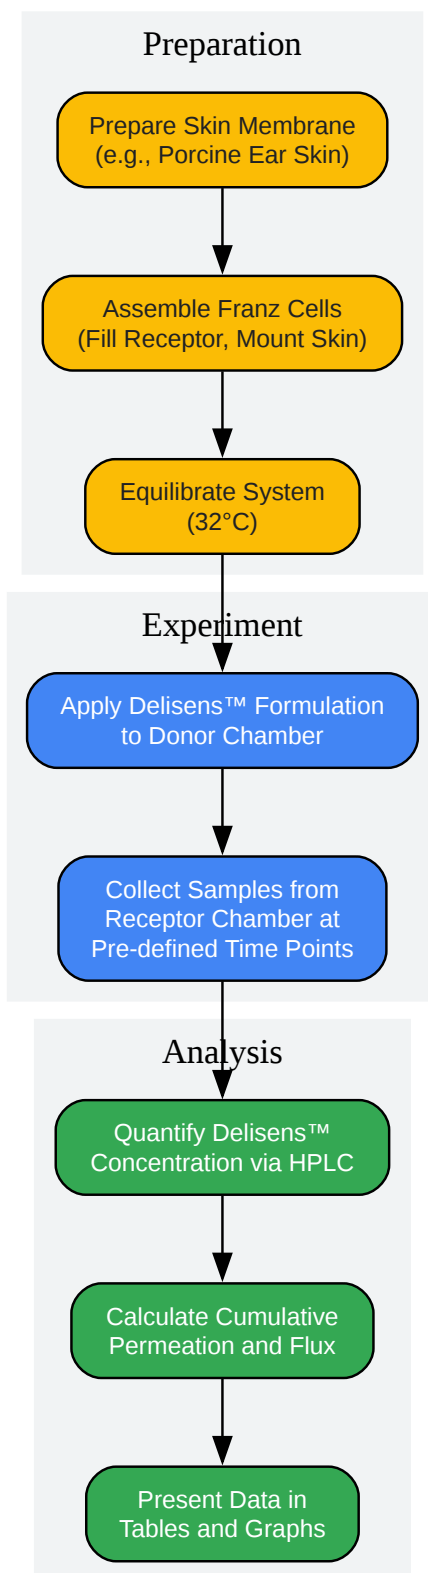 Preparation
Prepare Skin Membrane
(e.g., Porcine Ear Skin)
Assemble Franz Cells
(Fill Receptor, Mount Skin)
Equilibrate System
(32°C)
Experiment
Apply Delisens™ Formulation
to Donor Chamber
Collect Samples from
Receptor Chamber at
Pre-defined Time Points
Analysis
Quantify Delisens™
Concentration via HPLC
Calculate Cumulative
Permeation and Flux
Present Data in
Tables and Graphs